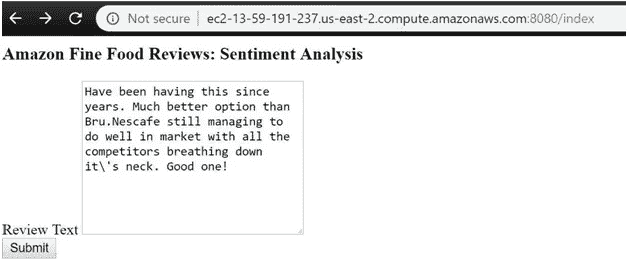 Not secure | ec2-13-59-191-237.us-east-2.compute.amazonaws.com:8080/index
Amazon Fine Food Reviews: Sentiment Analysis
Have been having this since
years. Much better option than
Bru.Nescafe still managing to
do well in market with all the
competitors breathing down
it\'s neck. Good one!
Review Text
Submit